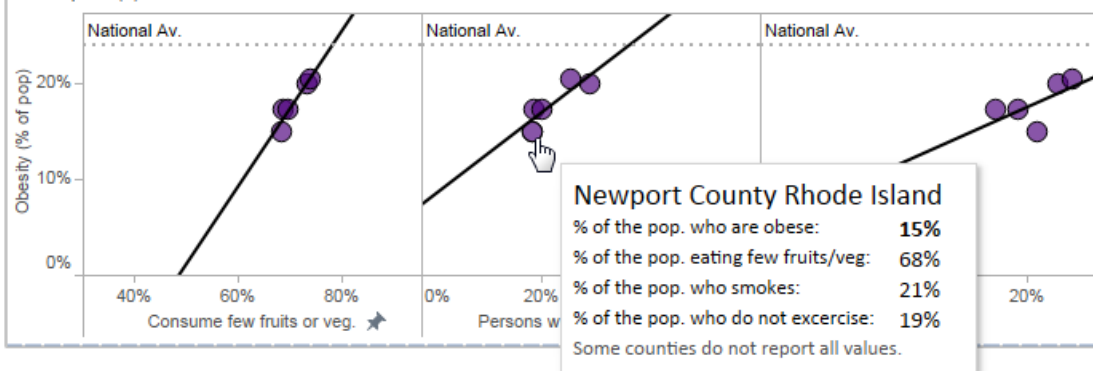 National Av.
National Av.
National Av.
Obesity (% of pop)
20%
10%
0%
40%
60%
80%
0%
20%
20%
Consume few fruits or veg.
Persons w
Newport County Rhode Island
% of the pop. who are obese: 15%
% of the pop. eating few fruits/veg: 68%
% of the pop. who smokes: 21%
% of the pop. who do not excercise: 19%
Some counties do not report all values.